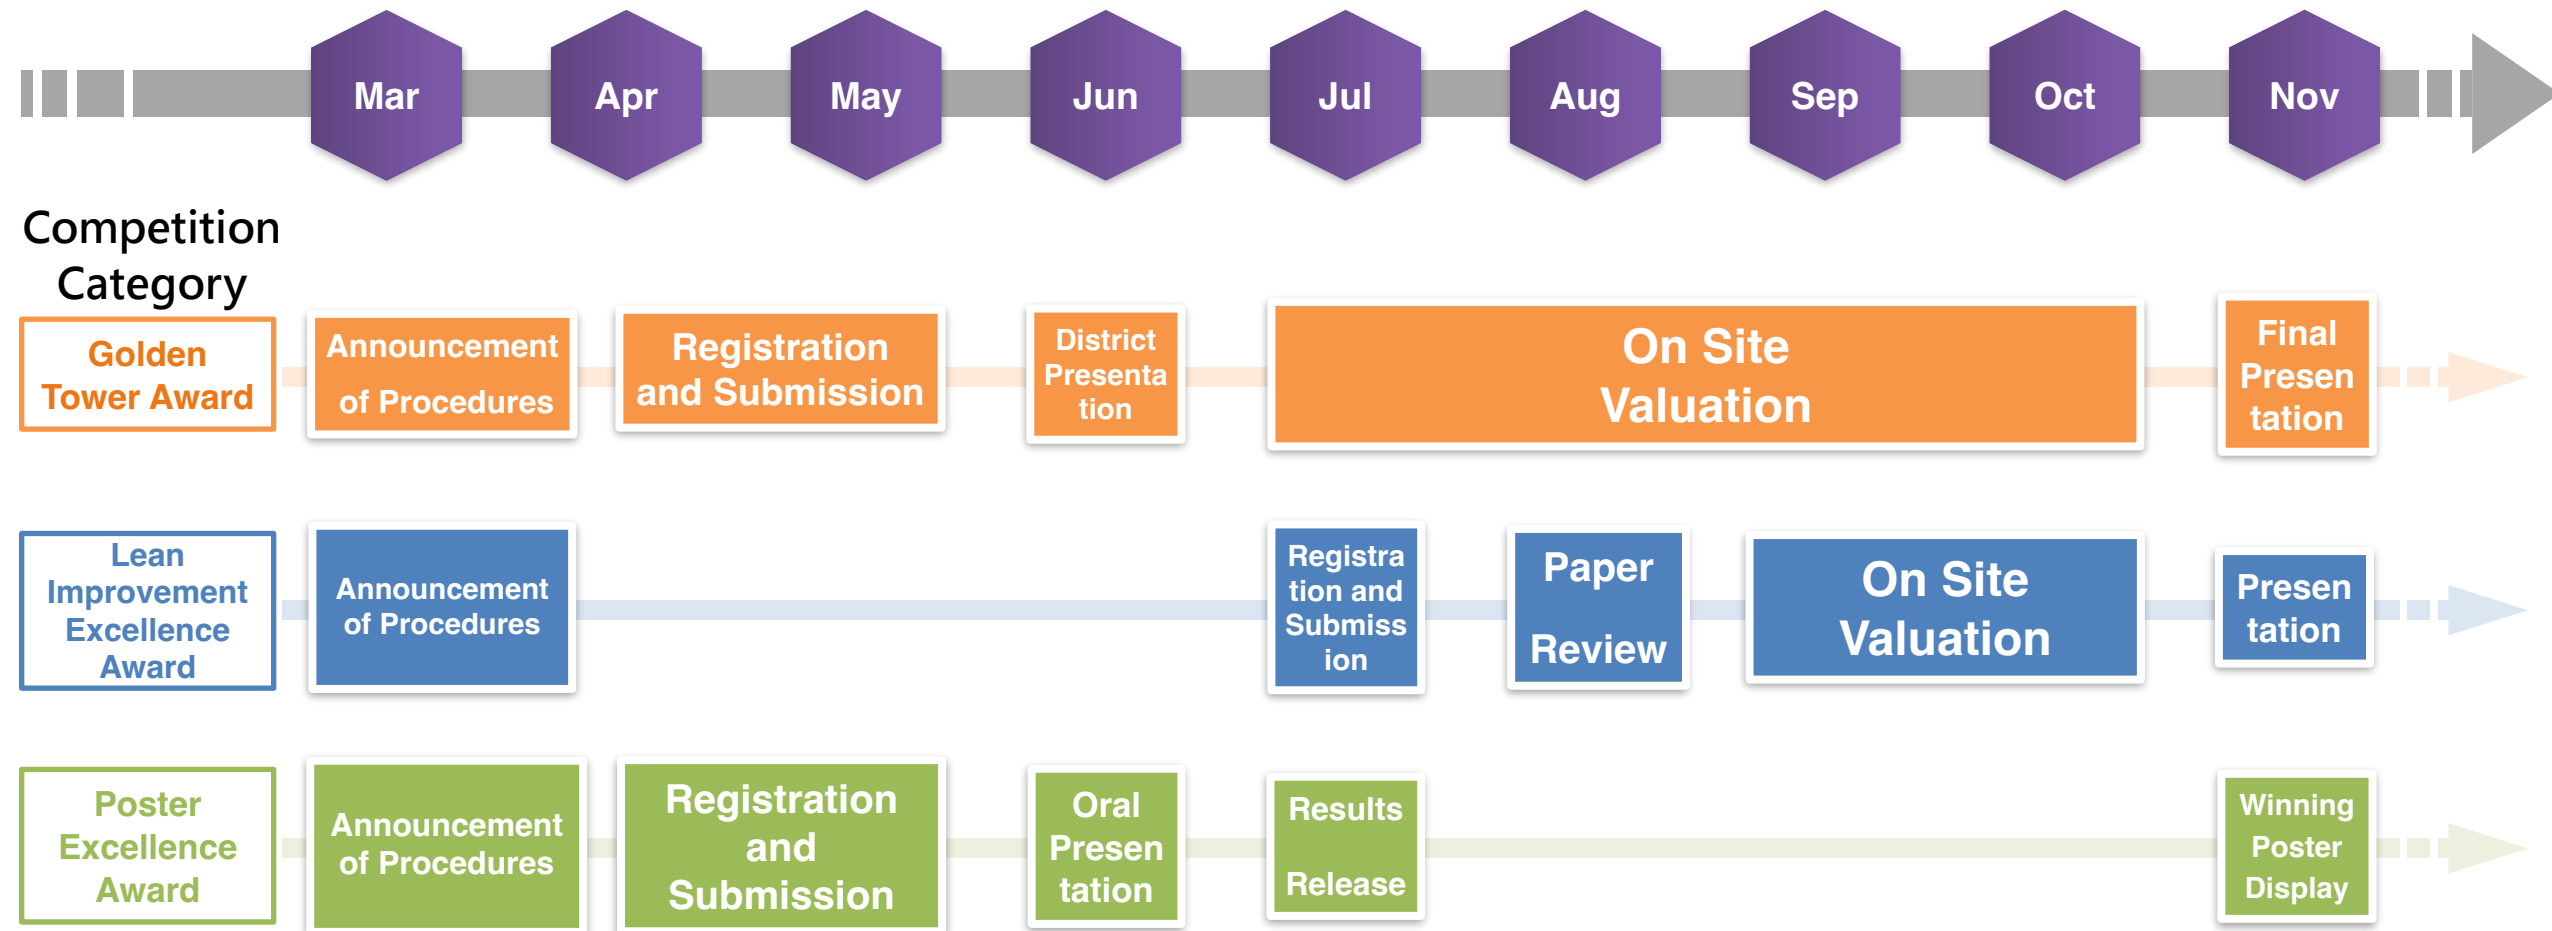 Mar
Apr
May
Jun
Jul
Aug
Sep
Oct
Nov
Competition
Category
Golden
Tower Award
Announcement
of Procedures
Registration
and Submission
District
Presenta
tion
On Site
Valuation
Final
Presen
tation
Lean
Improvement
Excellence
Award
Announcement
of Procedures
Registra
tion and
Submiss
ion
Paper
Review
On Site
Valuation
Presen
tation
Poster
Excellence
Award
Announcement
of Procedures
Registration
and
Submission
Oral
Presen
tation
Results
Release
Winning
Poster
Display